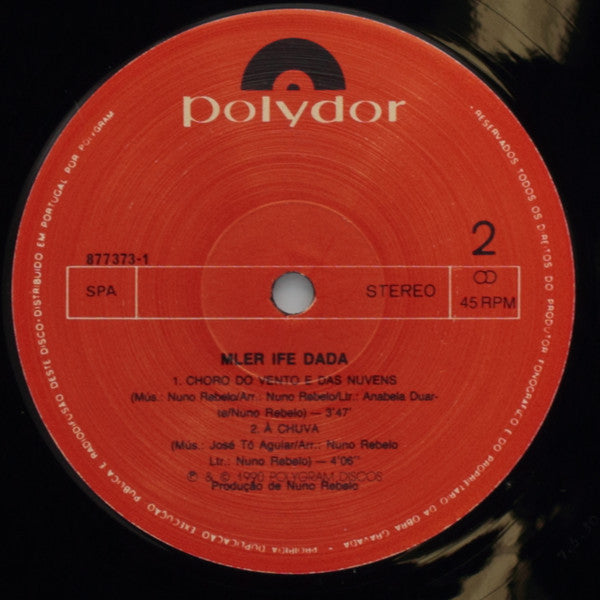 polydor
877373-1
2
SPA
STEREO
45 RPM
MLER IFE DADA
1. CHORO DO VENTO E DAS NUVENS
(Mús.: Nuno Rebelo/Arr.: Nuno Rebelo/Ltr.: Anabela Duar-
te/Nuno Rebelo) — 3'47"
2. À CHUVA
(Mús.: José Tó Aguiar/Arr.: Nuno Rebelo
Ltr.: Nuno Rebelo) — 4'06"
℗ & © 1990 POLYGRAM DISCOS
Produção de Nuno Rebelo
• RESERVADOS TODOS OS DIREITOS DO PRODUTOR FONOGRÁFICO E DO PROPRIETÁRIO DA OBRA GRAVADA • PROIBIDA DUPLICAÇÃO EXECUÇÃO PÚBLICA E RADIODIFUSÃO DESTE DISCO • DISTRIBUÍDO EM PORTUGAL POR POLYGRAM